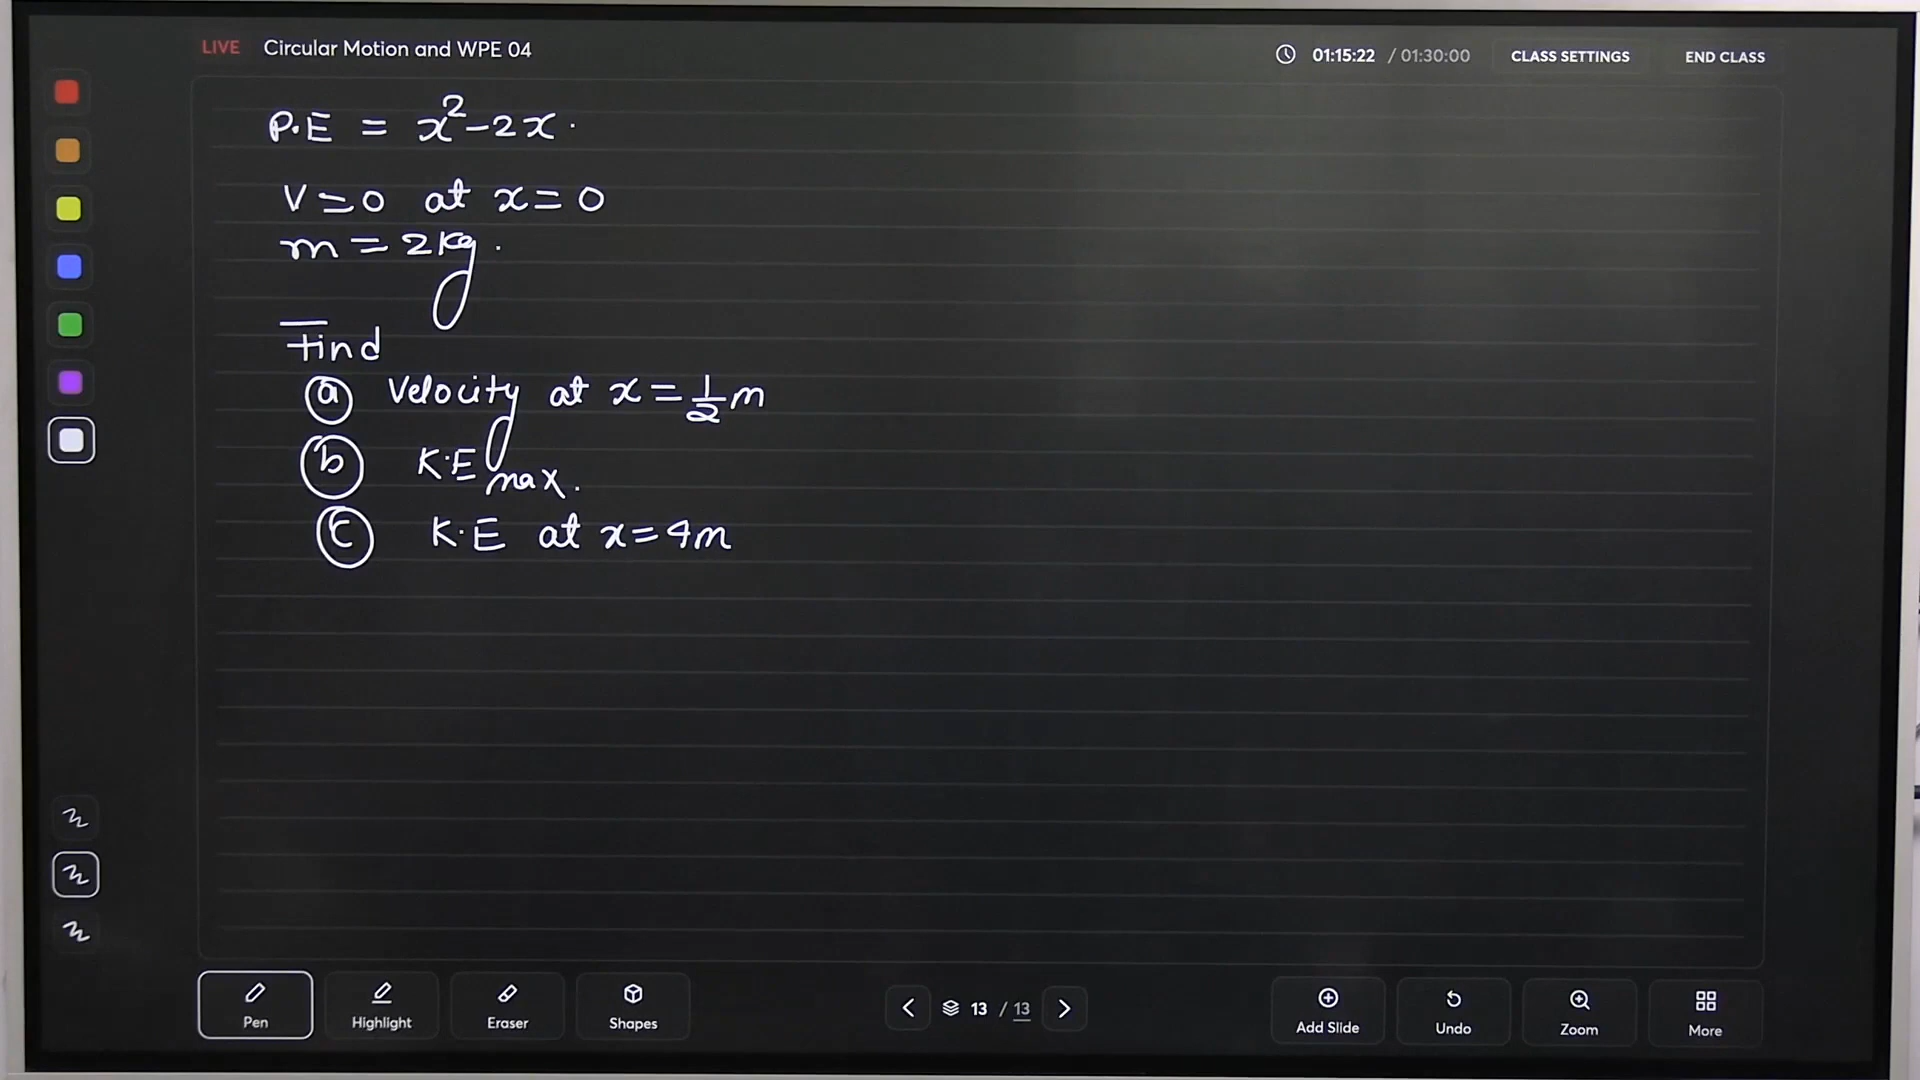 LIVE Circular Motion and WPE 04 01:15:22 / 01:30:00 CLASS SETTINGS END CLASS
P.E = x²-2x.
V=0 at x=0
m = 2kg.
Find
(a) Velocity at x = 1/2 m
(b) K.E max.
(c) K.E at x=4m
Pen Highlight Eraser Shapes 13 / 13 Add Slide Undo Zoom More